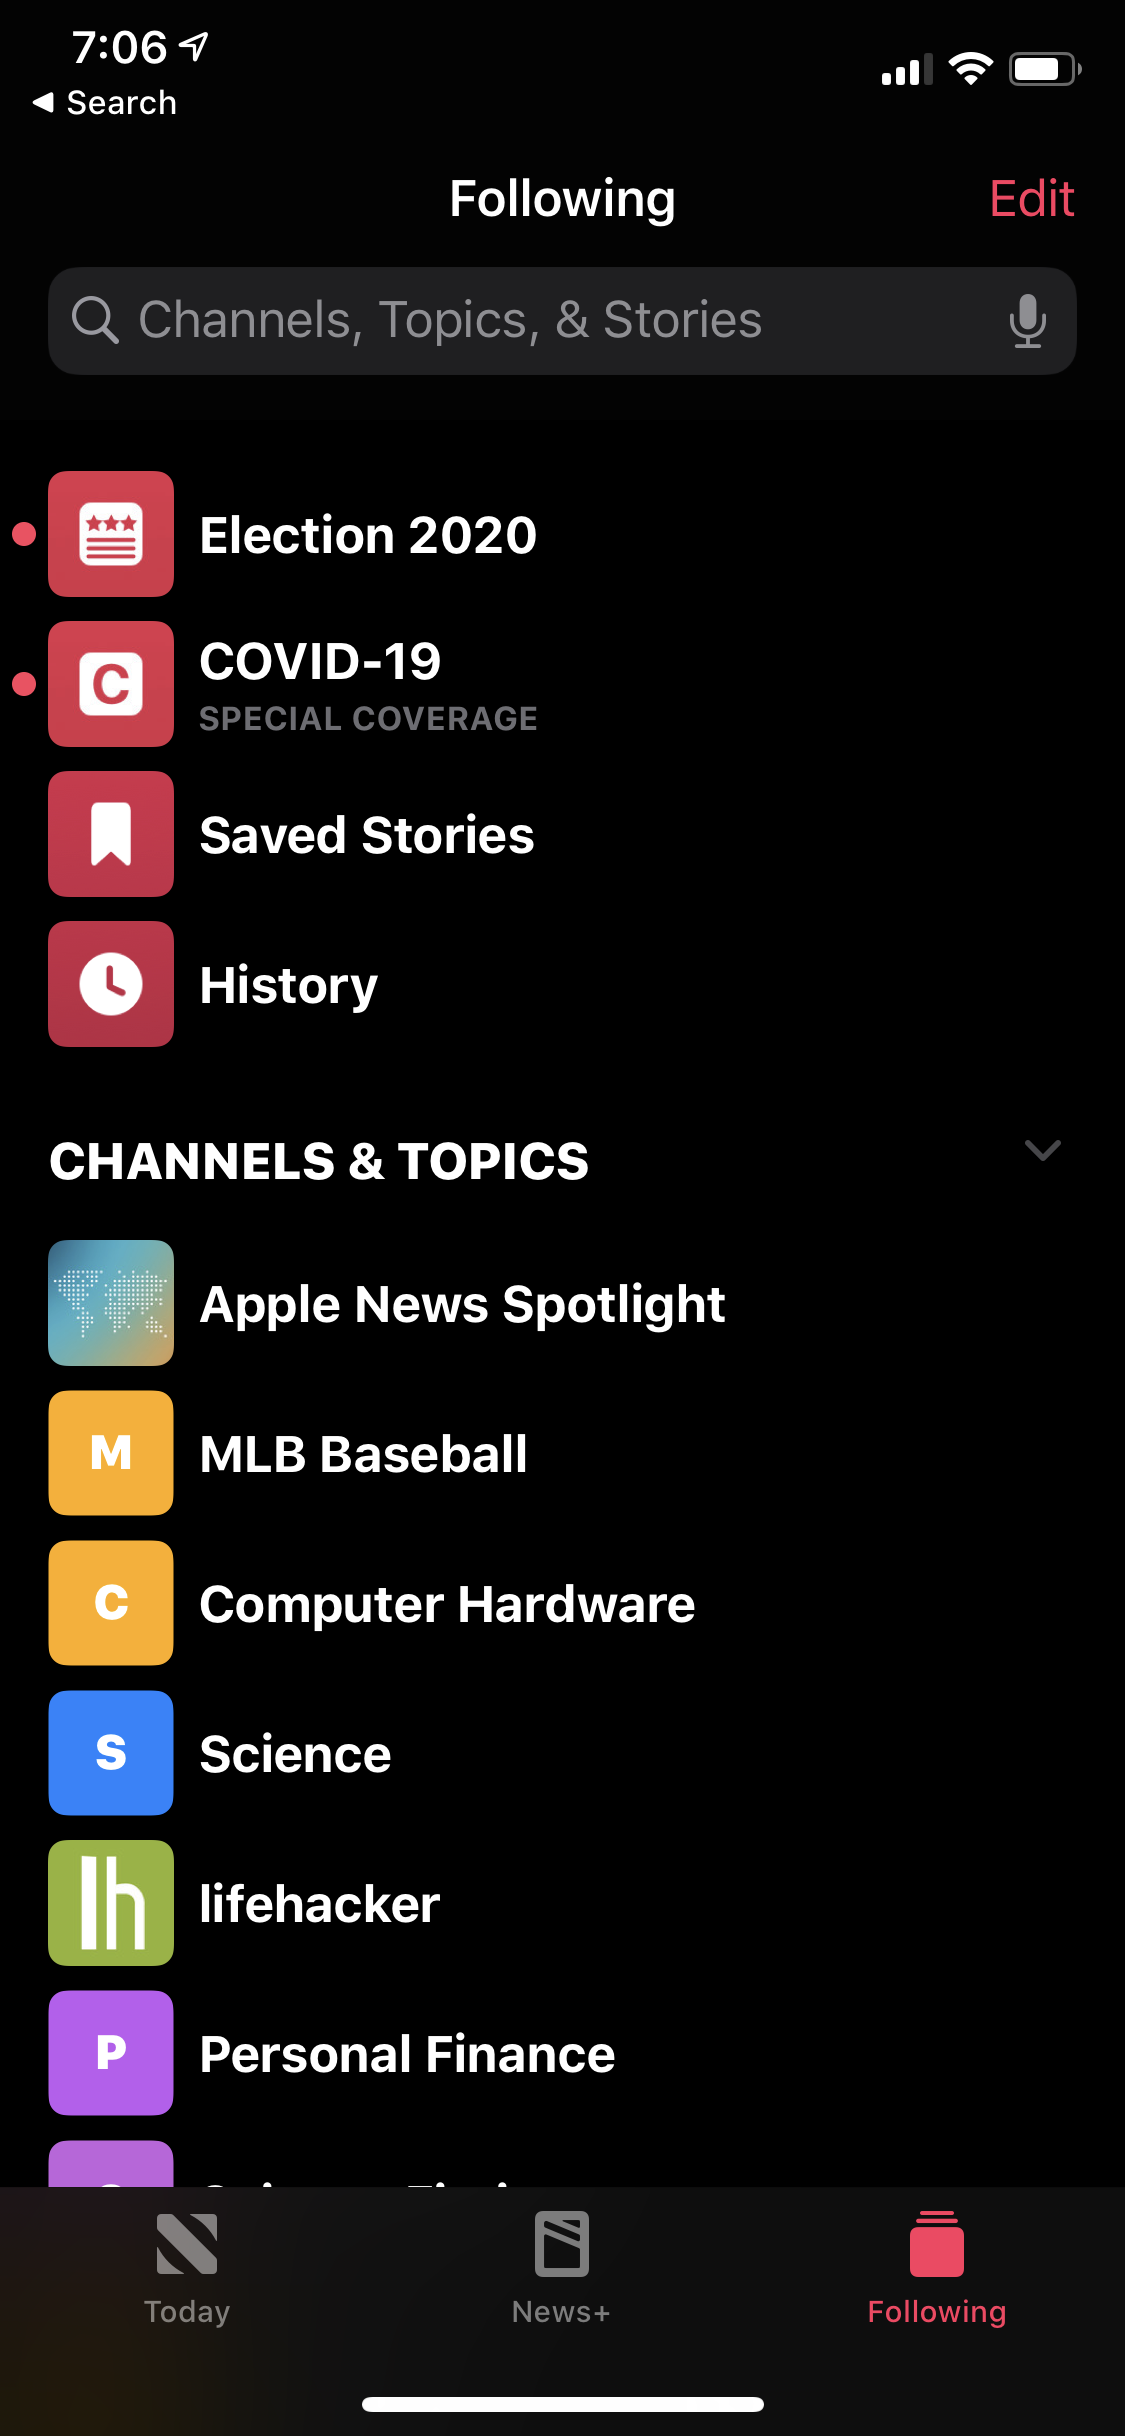 7:06
Search
Following
Edit
Channels, Topics, & Stories
Election 2020
C
COVID-19
SPECIAL COVERAGE
Saved Stories
History
CHANNELS & TOPICS
Apple News Spotlight
M
MLB Baseball
C
Computer Hardware
S
Science
lh
lifehacker
P
Personal Finance
Today
News+
Following